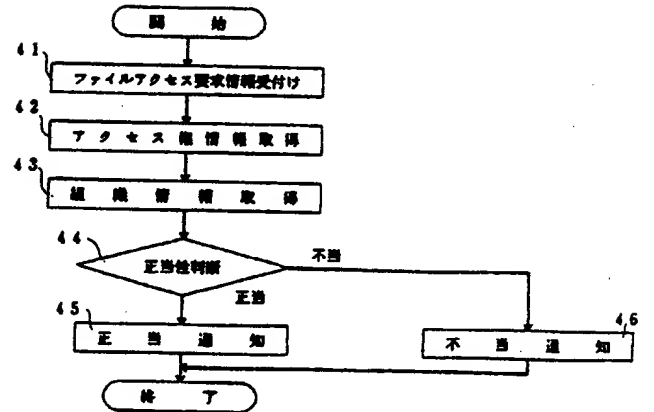 開始
41
ファイルアクセス要求情報受付け
42
アクセス権情報取得
43
組織情報取得
44
正当性判断
不当
正当
45
正当通知
46
不当通知
終了